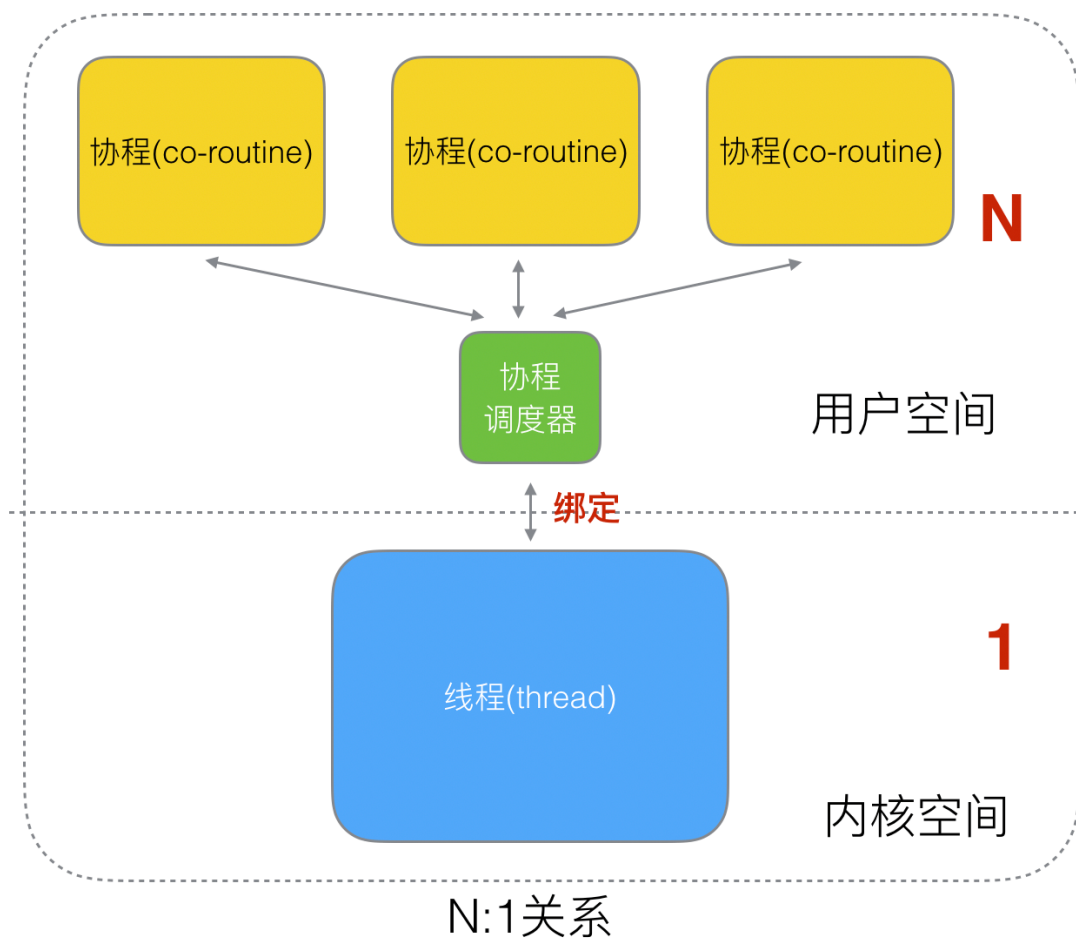 协程(co-routine)
协程(co-routine)
协程(co-routine)
N
协程
调度器
用户空间
绑定
1
线程(thread)
内核空间
N:1关系